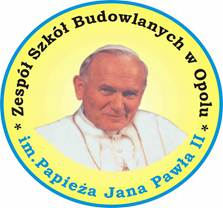 * Zespół Szkół Budowlanych w Opolu *
im.Papieża Jana Pawła II